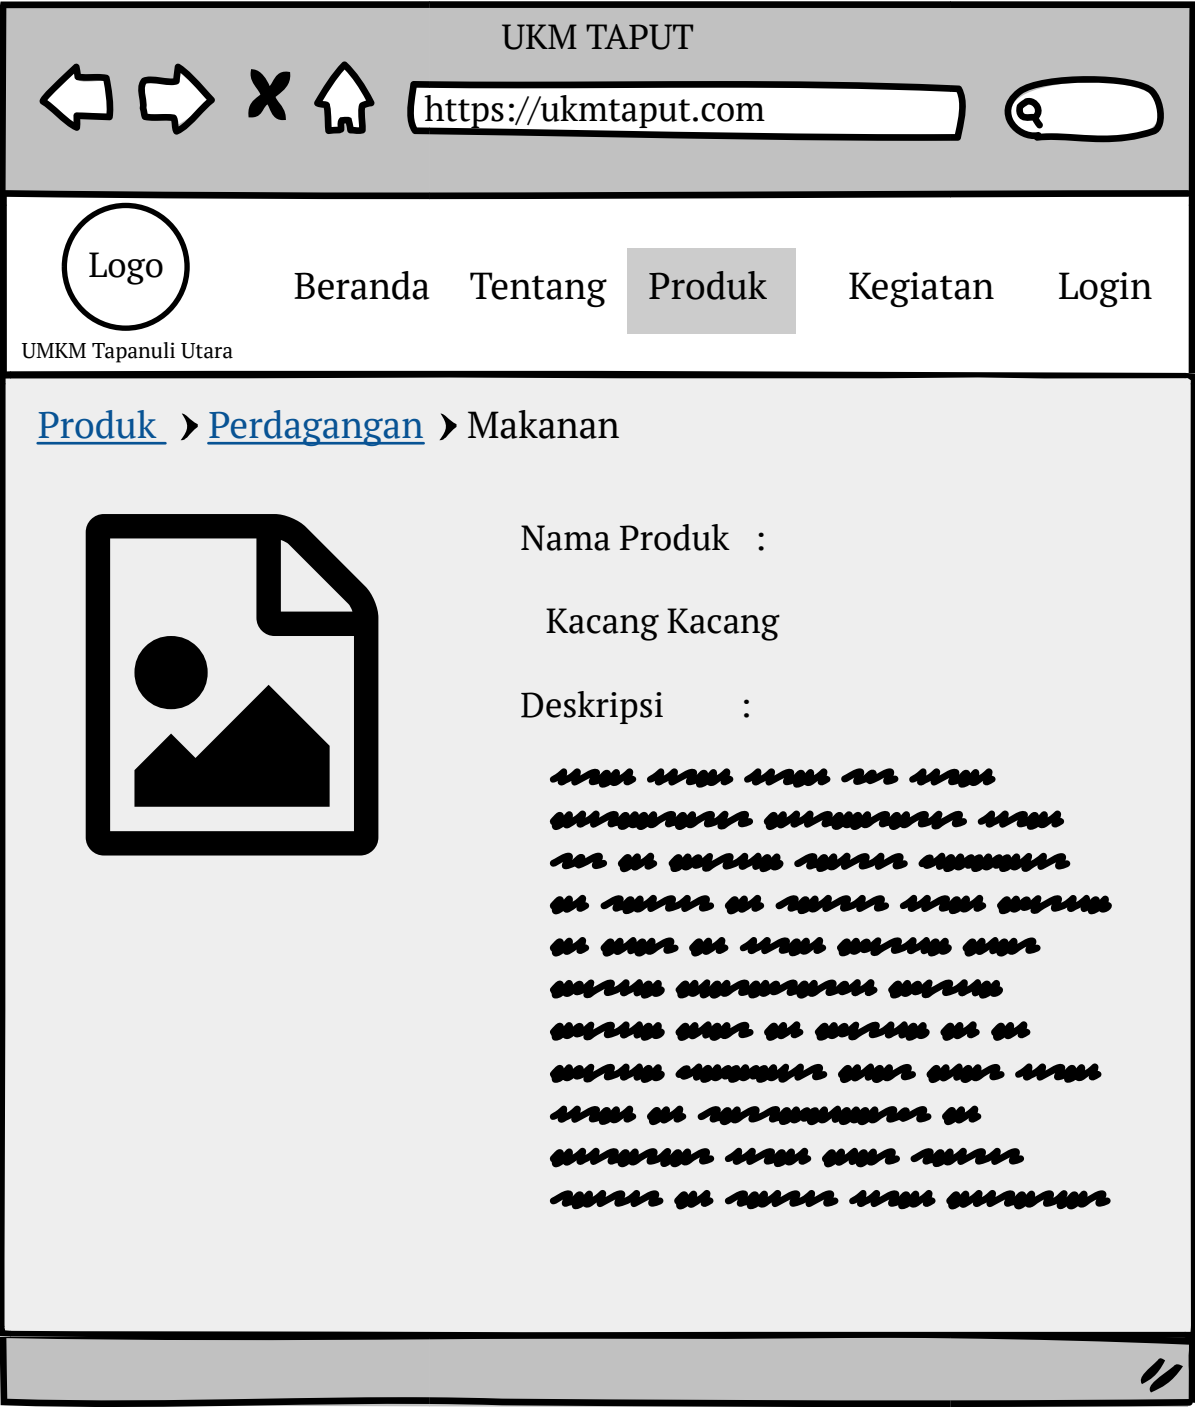 UKM TAPUT
https://ukmtaput.com
Logo
UMKM Tapanuli Utara
Beranda Tentang Produk Kegiatan Login
Produk Perdagangan Makanan
Nama Produk :
Kacang Kacang
Deskripsi :